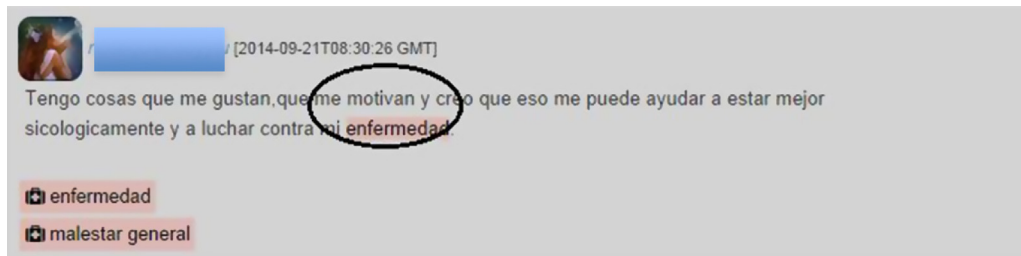 [2014-09-21T08:30:26 GMT]
Tengo cosas que me gustan,que me motivan y creo que eso me puede ayudar a estar mejor
sicologicamente y a luchar contra mi enfermedad.
enfermedad
malestar general